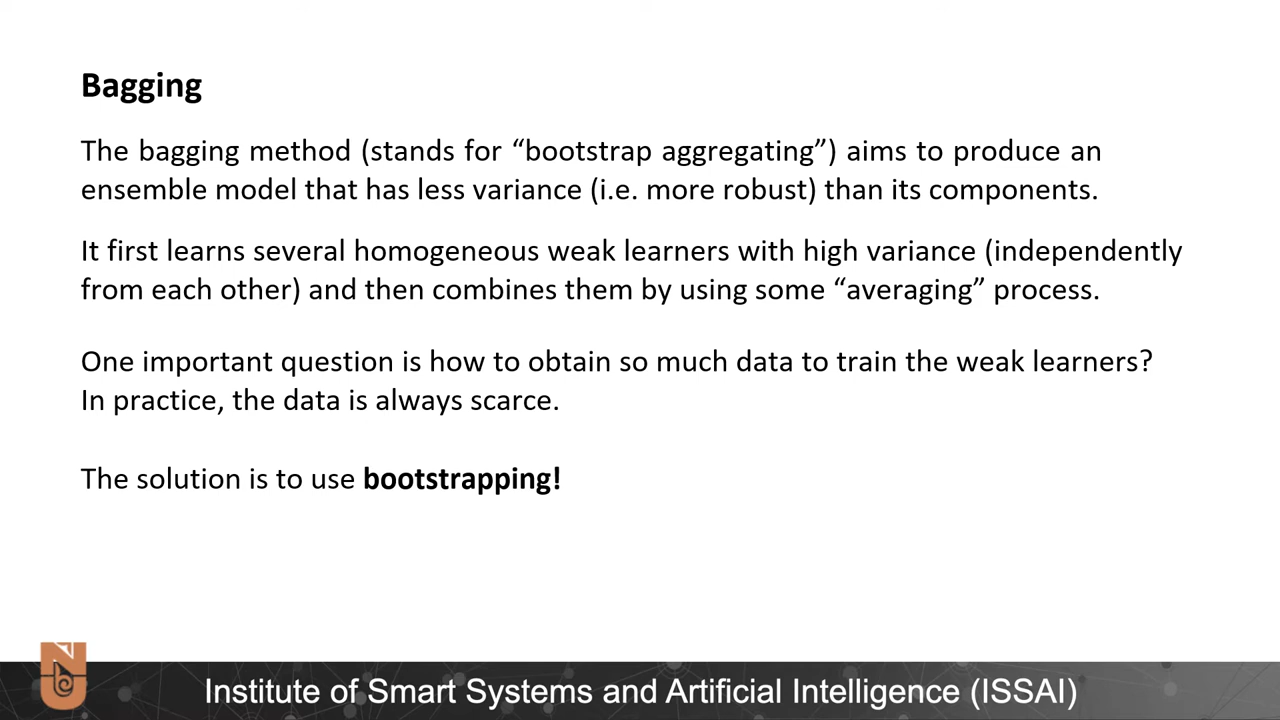 Bagging
The bagging method (stands for “bootstrap aggregating”) aims to produce an
ensemble model that has less variance (i.e. more robust) than its components.
It first learns several homogeneous weak learners with high variance (independently
from each other) and then combines them by using some “averaging” process.
One important question is how to obtain so much data to train the weak learners?
In practice, the data is always scarce.
The solution is to use bootstrapping!
Institute of Smart Systems and Artificial Intelligence (ISSAI)